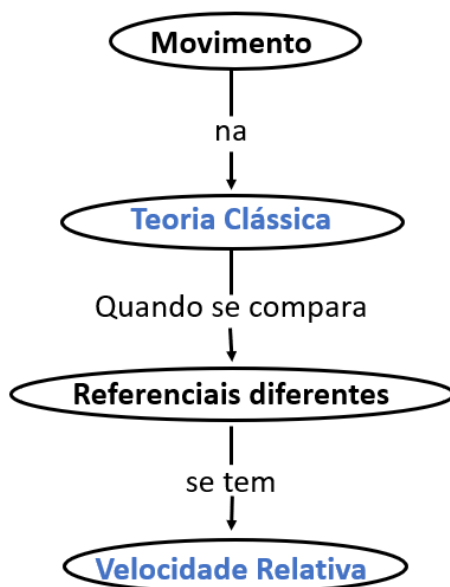 Movimento
na
Teoria Clássica
Quando se compara
Referenciais diferentes
se tem
Velocidade Relativa